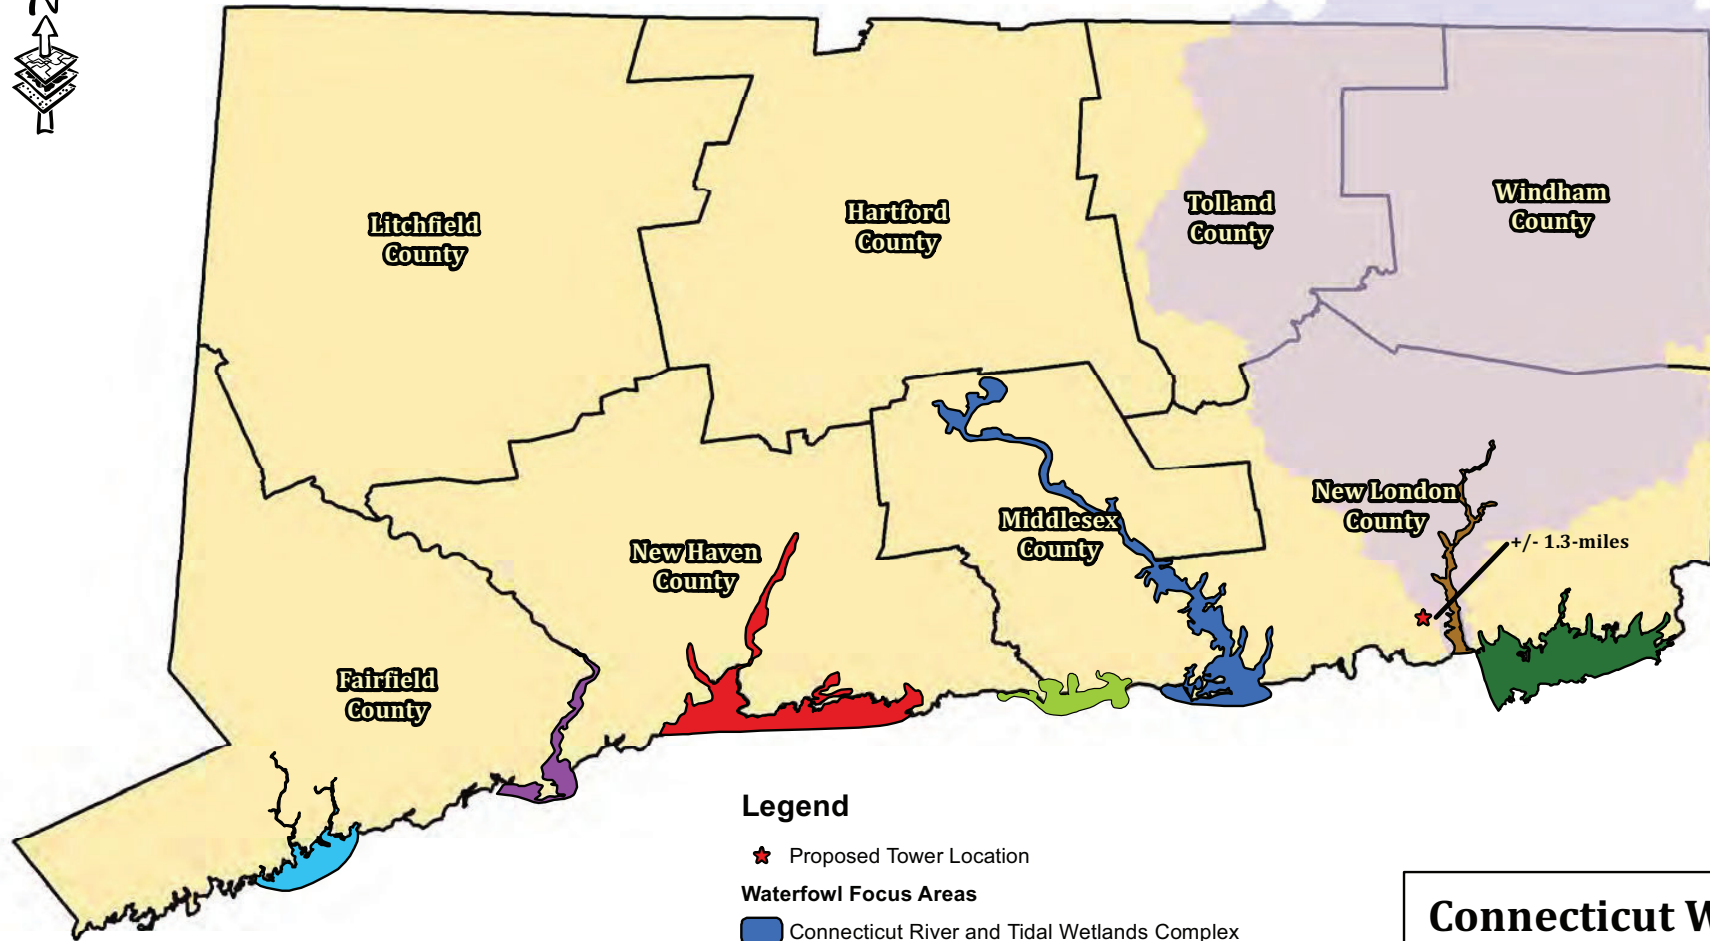 N
Litchfield
County
Hartford
County
Tolland
County
Windham
County
New London
County
+/- 1.3-miles
Middlesex
County
New Haven
County
Fairfield
County
Legend
Proposed Tower Location
Waterfowl Focus Areas
Connecticut River and Tidal Wetlands Complex
Connecticut W